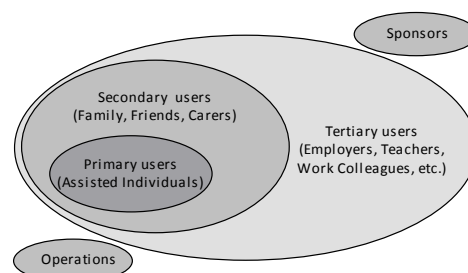 Sponsors
Secondary users
(Family, Friends, Carers)
Tertiary users
(Employers, Teachers,
Work Colleagues, etc.)
Primary users
(Assisted Individuals)
Operations